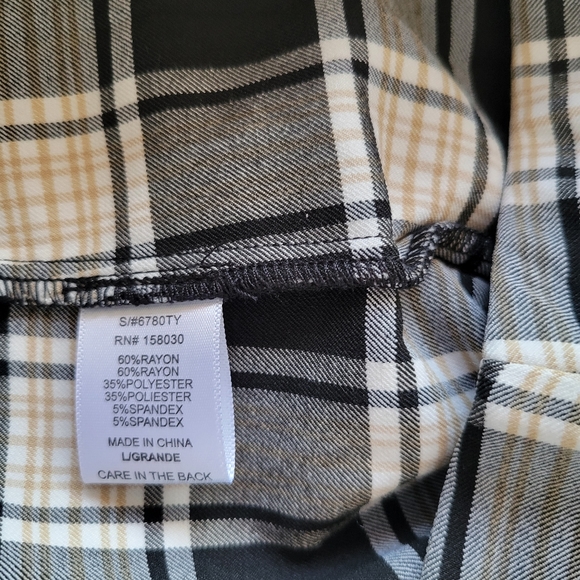 S/#6780TY
RN# 158030
60%RAYON
60%RAYON
35%POLYESTER
35%POLIESTER
5%SPANDEX
5%SPANDEX
MADE IN CHINA
L/GRANDE
CARE IN THE BACK